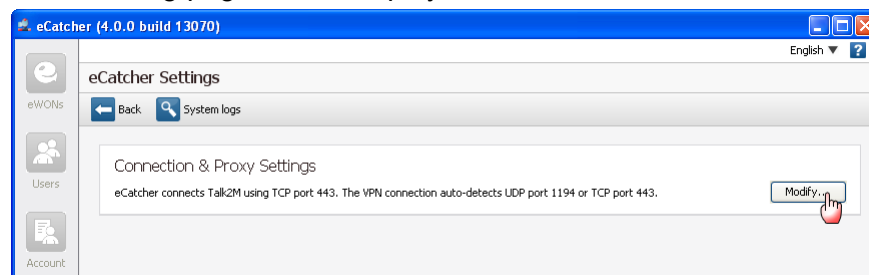 eCatcher (4.0.0 build 13070)
English ▼ ?
eCatcher Settings
eWONs
Back
System logs
Users
Connection & Proxy Settings
eCatcher connects Talk2M using TCP port 443. The VPN connection auto-detects UDP port 1194 or TCP port 443.
Modify...
Account